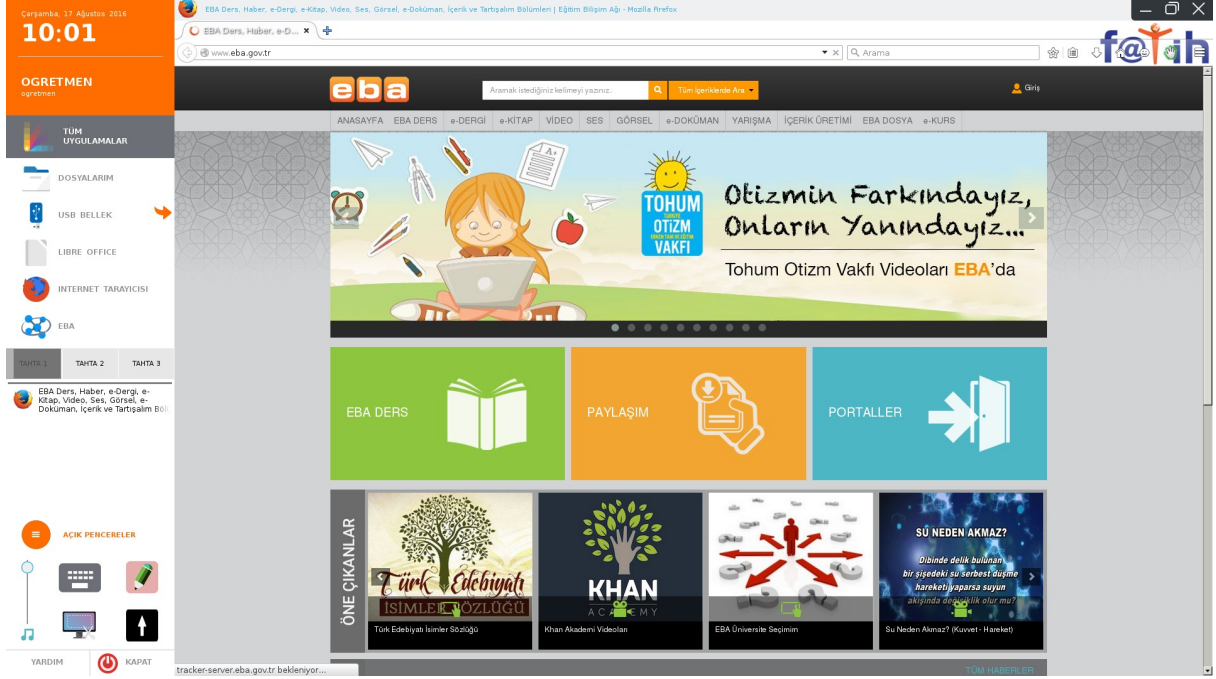 Çarşamba, 17 Ağustos 2016
10:01
OGRETMEN
ogretmen
TÜM
UYGULAMALAR
DOSYALARIM
USB BELLEK
LIBRE OFFICE
INTERNET TARAYICISI
EBA
TAHTA 1 TAHTA 2 TAHTA 3
EBA Ders, Haber, e-Dergi, e-
Kitap, Video, Ses, Görsel, e-
Doküman, İçerik ve Tartışalım Böl
AÇIK PENCERELER
YARDIM KAPAT
EBA Ders, Haber, e-Dergi, e-Kitap, Video, Ses, Görsel, e-Doküman, İçerik ve Tartışalım Bölümleri | Eğitim Bilişim Ağı - Mozilla Firefox
EBA Ders, Haber, e-D...
www.eba.gov.tr
Arama
f@tih
eba
Aramak istediğiniz kelimeyi yazınız..
Tüm İçeriklerde Ara
Giriş
ANASAYFA EBA DERS e-DERGİ e-KİTAP VİDEO SES GÖRSEL e-DOKÜMAN YARIŞMA İÇERİK ÜRETİMİ EBA DOSYA e-KURS
A+
TOHUM
TÜRKİYE
OTİZM
VAKFI
Otizmin Farkındayız,
Onların Yanındayız...
Tohum Otizm Vakfı Videoları EBA'da
EBA DERS
PAYLAŞIM
PORTALLER
ÖNE ÇIKANLAR
Türk Edebiyatı
İSİMLER SÖZLÜĞÜ
Türk Edebiyatı İsimler Sözlüğü
KHAN
ACADEMY
Khan Akademi Videoları
EBA Üniversite Seçimim
SU NEDEN AKMAZ?
Dibinde delik bulunan
bir şişedeki su serbest düşme
hareketi yaparsa suyun
akışında değişiklik olur mu?
Su Neden Akmaz? (Kuvvet - Hareket)
TÜM HABERLER
tracker-server.eba.gov.tr bekleniyor...